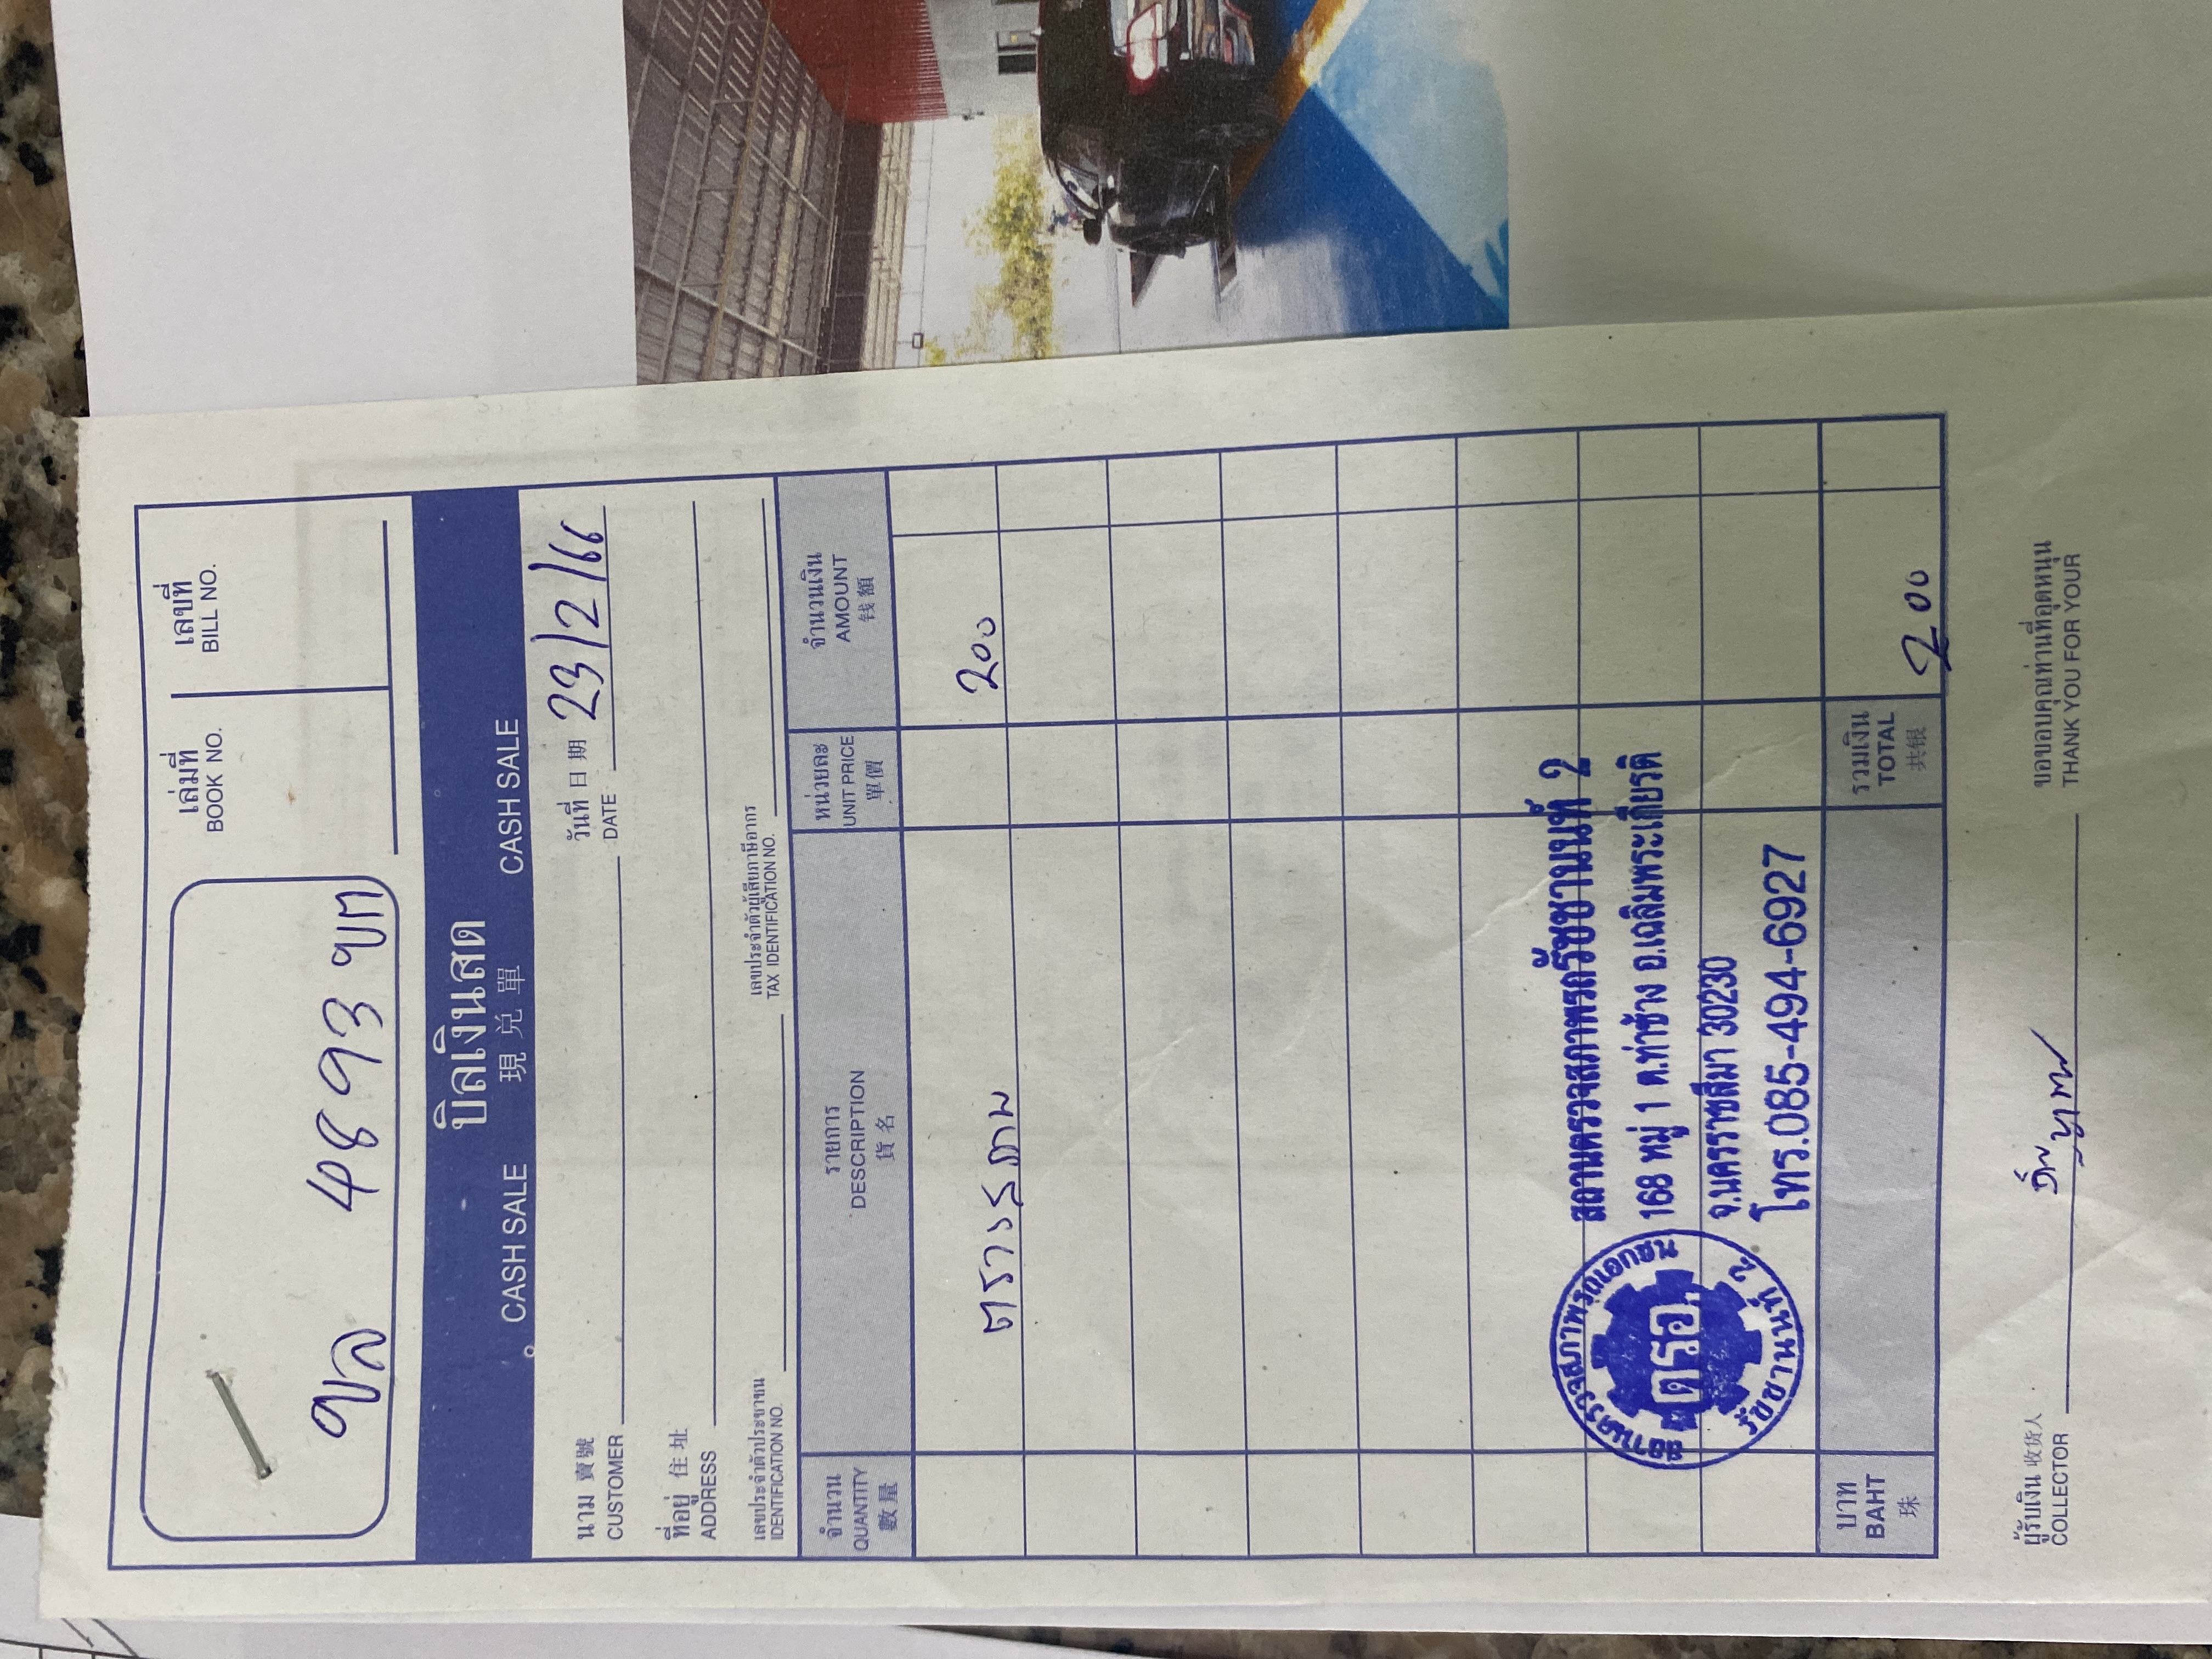 เล่มที่
BOOK NO.
เลขที่
BILL NO.
ขล 4893 ขก
บิลเงินสด
CASH SALE 現 兑 單 CASH SALE
วันที่ 日 期 23/2/66
DATE
นาม 賣號
CUSTOMER
ที่อยู่ 住 址
ADDRESS
เลขประจำตัวประชาชน
IDENTIFICATION NO.
เลขประจำตัวผู้เสียภาษีอากร
TAX IDENTIFICATION NO.
จำนวน รายการ หน่วยละ จำนวนเงิน
QUANTITY DESCRIPTION UNIT PRICE AMOUNT
數 量 貨 名 單 價 钱 額
ตรวจสภาพ 200
สถานตรวจสภาพรถรัชชานนท์ 2
168 หมู่ 1 ต.ท่าช้าง อ.เฉลิมพระเกียรติ
จ.นครราชสีมา 30230
โทร.085-494-6927
สถานตรวจสภาพรถเอกชน
ตรอ.
รัชชานนท์ 2
บาท รวมเงิน
BAHT TOTAL 200
珠 共银
ผู้รับเงิน 收货人
COLLECTOR
ขอขอบคุณท่านที่อุดหนุน
THANK YOU FOR YOUR